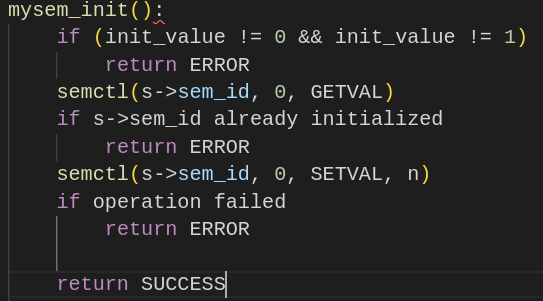 mysem_init():
    if (init_value != 0 && init_value != 1)
        return ERROR
    semctl(s->sem_id, 0, GETVAL)
    if s->sem_id already initialized
        return ERROR
    semctl(s->sem_id, 0, SETVAL, n)
    if operation failed
        return ERROR

    return SUCCESS